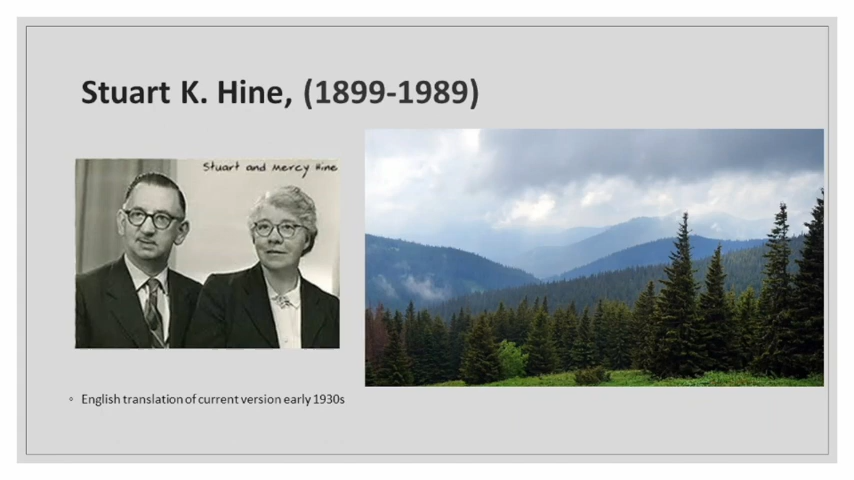 Stuart K. Hine, (1899-1989)
Stuart and Mercy Hine
◦ English translation of current version early 1930s